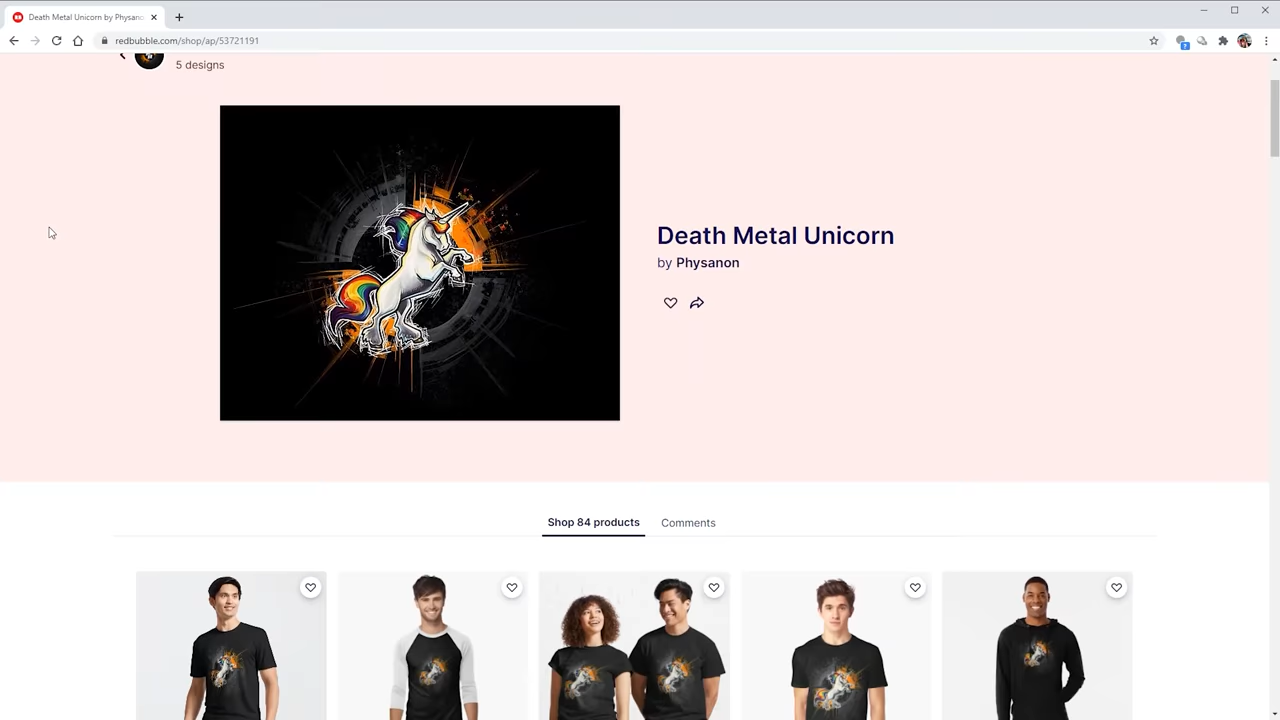 Death Metal Unicorn by Physano
redbubble.com/shop/ap/53721191
5 designs
Death Metal Unicorn
by Physanon
Shop 84 products
Comments